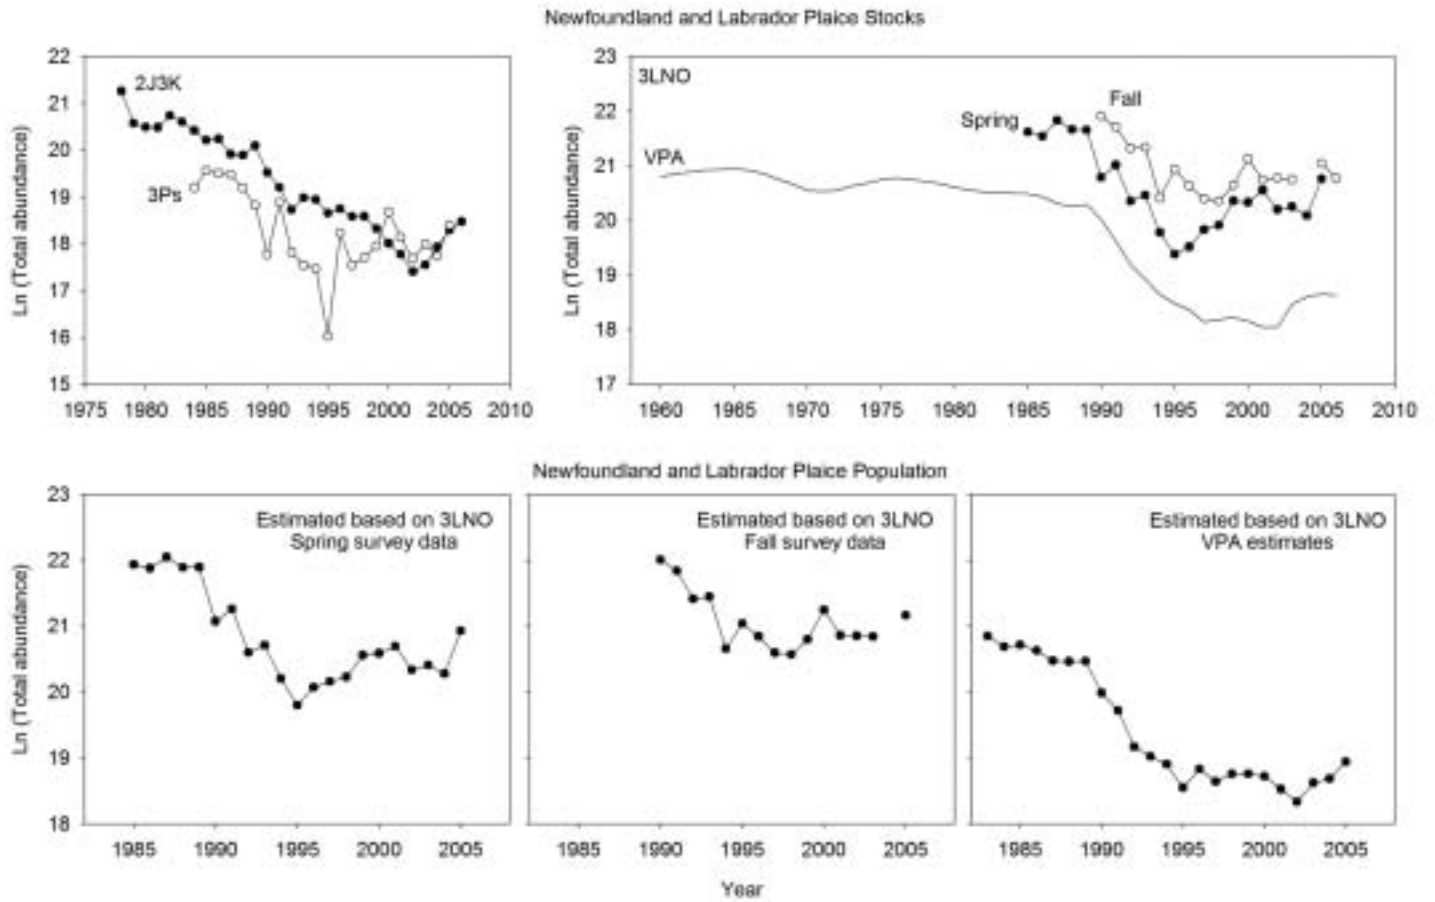 Newfoundland and Labrador Plaice Stocks
22
21
20
19
18
17
16
15
Ln (Total abundance)
2J3K
3Ps
1975 1980 1985 1990 1995 2000 2005 2010
23
22
21
20
19
18
17
Ln (Total abundance)
3LNO
Fall
Spring
VPA
1960 1965 1970 1975 1980 1985 1990 1995 2000 2005 2010
Newfoundland and Labrador Plaice Population
23
22
21
20
19
18
Ln (Total abundance)
Estimated based on 3LNO
Spring survey data
1985 1990 1995 2000 2005
Estimated based on 3LNO
Fall survey data
1985 1990 1995 2000 2005
Estimated based on 3LNO
VPA estimates
1985 1990 1995 2000 2005
Year